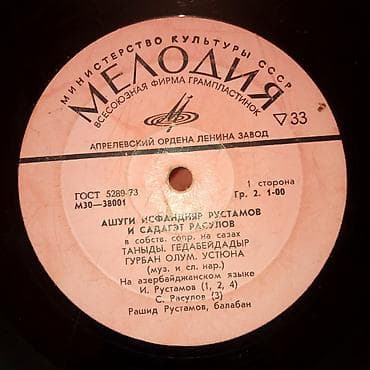 МИНИСТЕРСТВО КУЛЬТУРЫ СССР
МЕЛОДИЯ
ВСЕСОЮЗНАЯ ФИРМА ГРАМПЛАСТИНОК
33
АПРЕЛЕВСКИЙ ОРДЕНА ЛЕНИНА ЗАВОД
ГОСТ 5289-73
М30—38001
1 сторона
Гр. 2. 1-00
АШУГИ ИСФАНДИЯР РУСТАМОВ
И САДАГЭТ РАСУЛОВ
в собств. сопр. на сазах
ТАНЫДЫ. ГЕДАБЕЙДАДЫР
ГУРБАН ОЛУМ. УСТЮНА
(муз. и сл. нар.)
На азербайджанском языке
И. Рустамов (1, 2, 4)
С. Расулов (3)
Рашид Рустамов, балабан